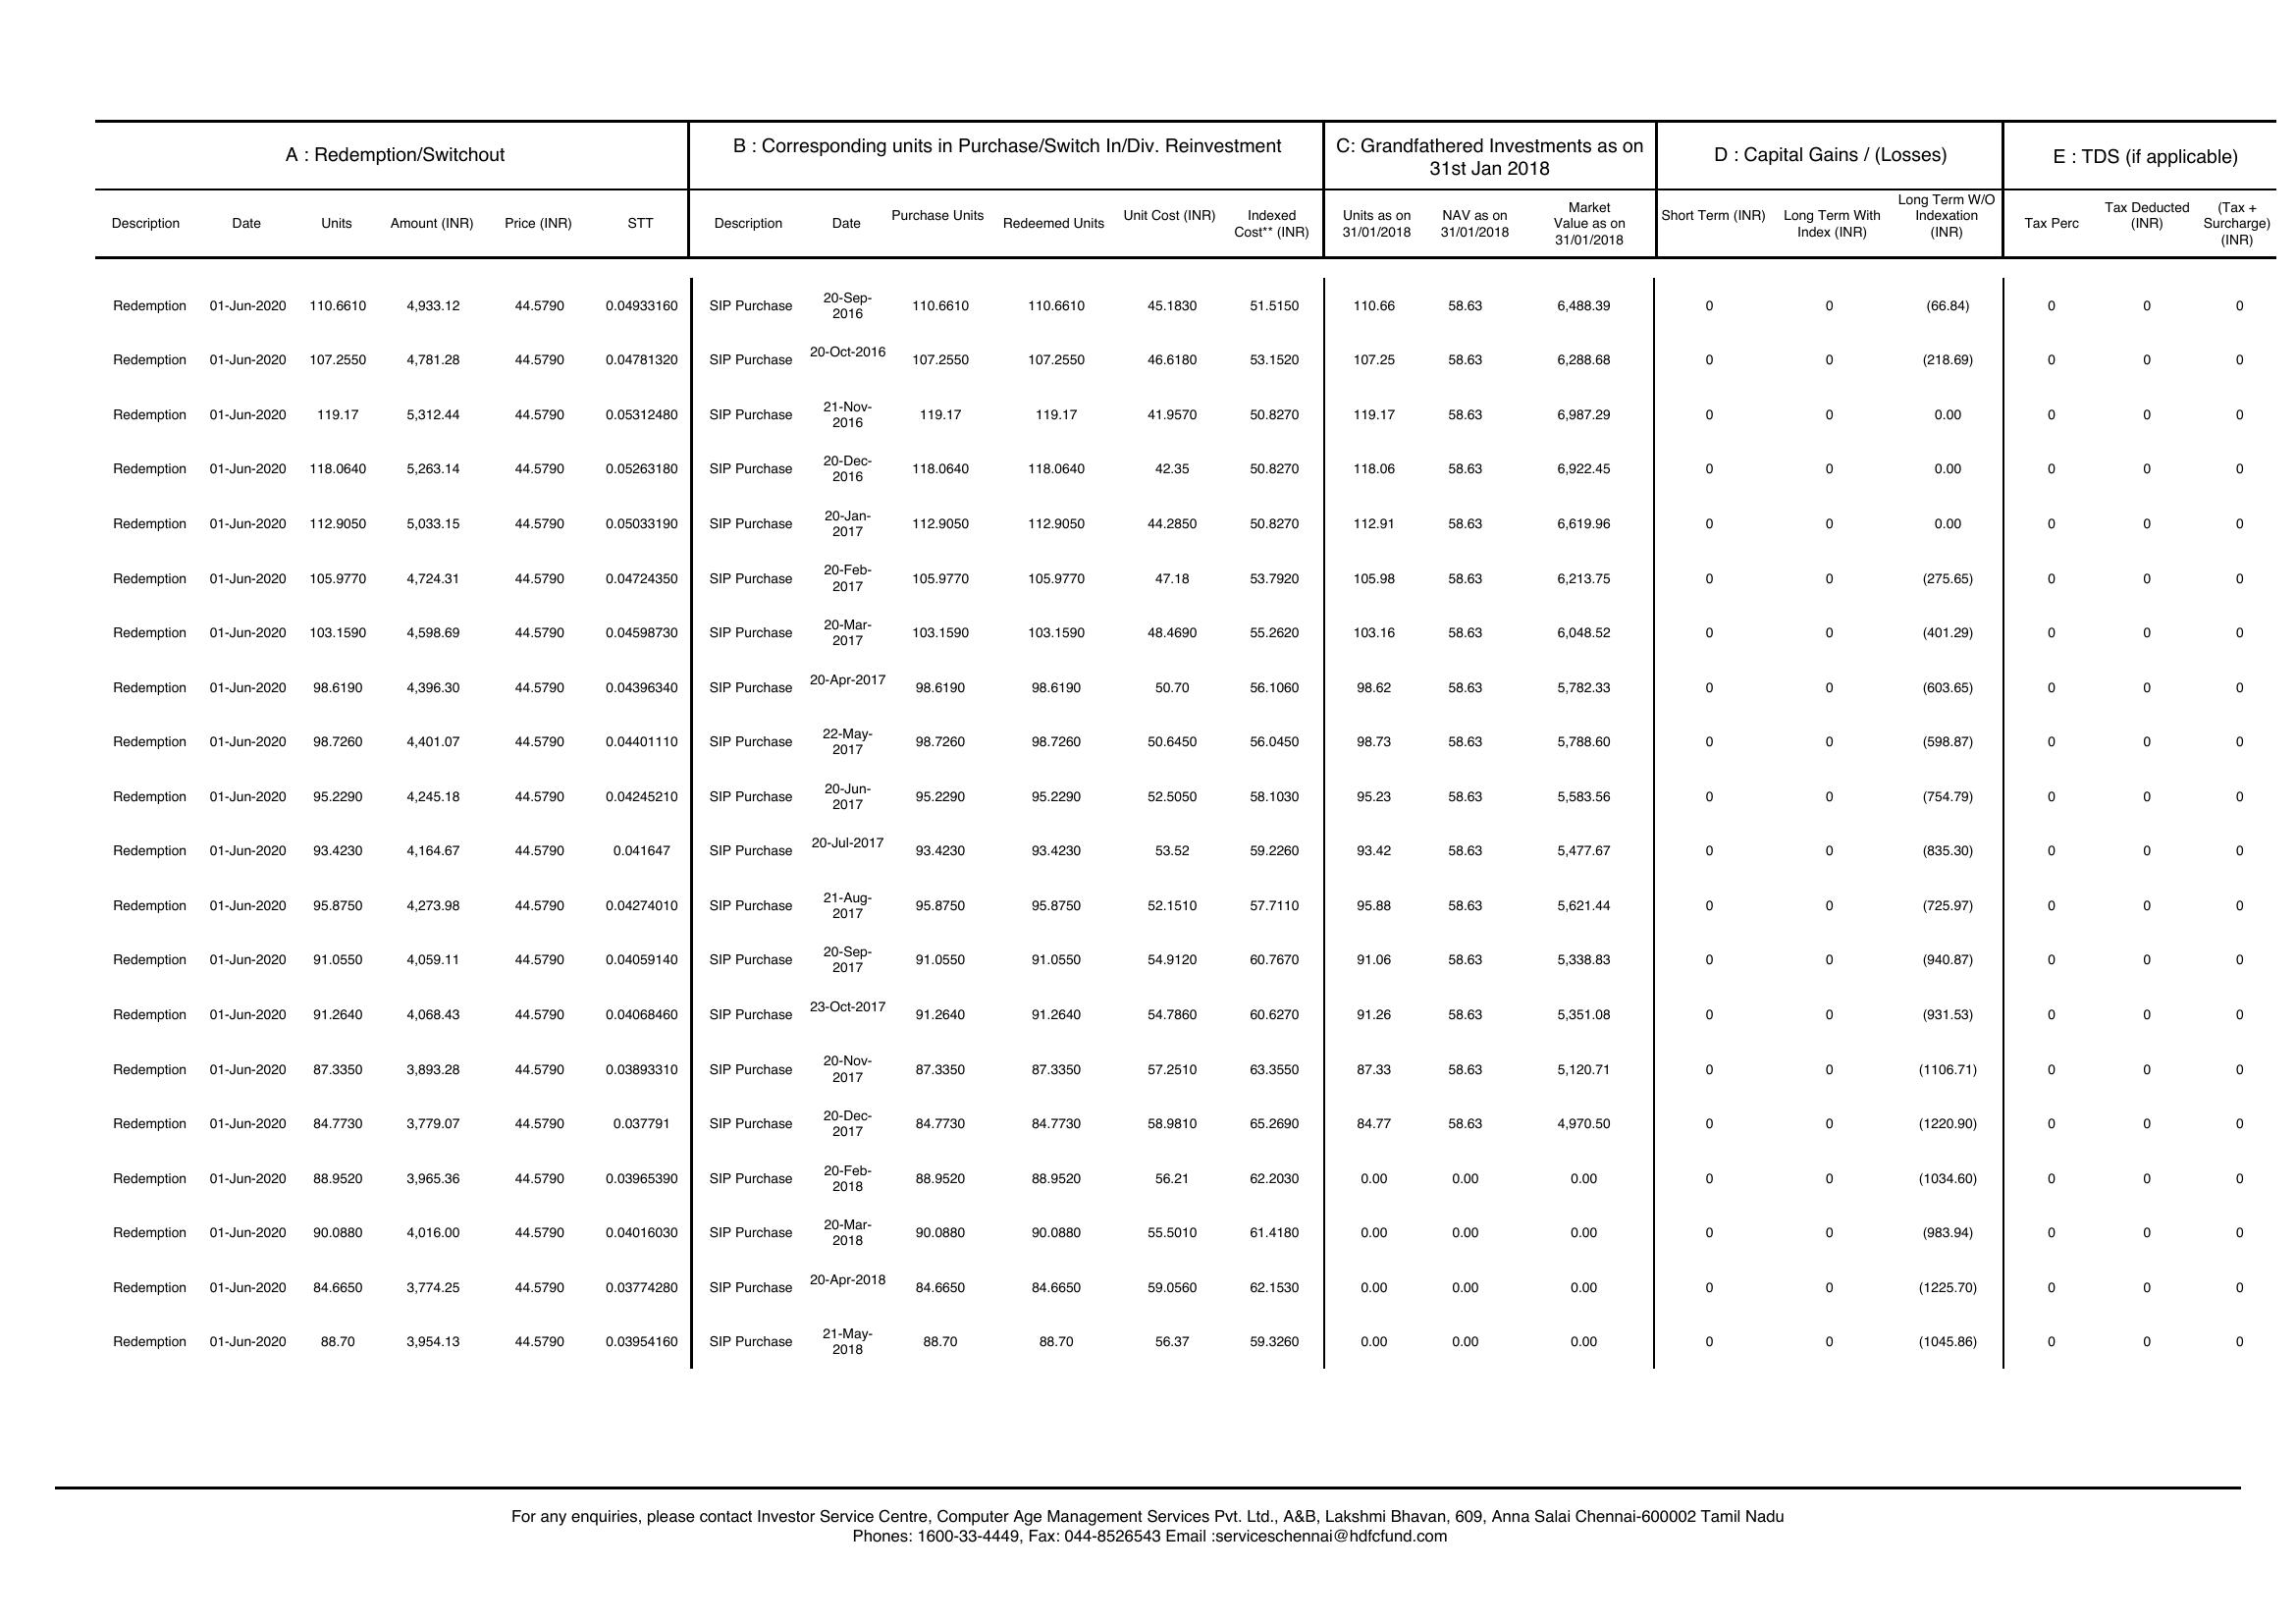 A : Redemption/Switchout B : Corresponding units in Purchase/Switch In/Div. Reinvestment C: Grandfathered Investments as on 31st Jan 2018 D : Capital Gains / (Losses) E : TDS (if applicable)
Description Date Units Amount (INR) Price (INR) STT Description Date Purchase Units Redeemed Units Unit Cost (INR) Indexed Cost** (INR) Units as on 31/01/2018 NAV as on 31/01/2018 Market Value as on 31/01/2018 Short Term (INR) Long Term With Index (INR) Long Term W/O Indexation (INR) Tax Perc Tax Deducted (INR) (Tax + Surcharge) (INR)
Redemption 01-Jun-2020 110.6610 4,933.12 44.5790 0.04933160 SIP Purchase 20-Sep-2016 110.6610 110.6610 45.1830 51.5150 110.66 58.63 6,488.39 0 0 (66.84) 0 0 0
Redemption 01-Jun-2020 107.2550 4,781.28 44.5790 0.04781320 SIP Purchase 20-Oct-2016 107.2550 107.2550 46.6180 53.1520 107.25 58.63 6,288.68 0 0 (218.69) 0 0 0
Redemption 01-Jun-2020 119.17 5,312.44 44.5790 0.05312480 SIP Purchase 21-Nov-2016 119.17 119.17 41.9570 50.8270 119.17 58.63 6,987.29 0 0 0.00 0 0 0
Redemption 01-Jun-2020 118.0640 5,263.14 44.5790 0.05263180 SIP Purchase 20-Dec-2016 118.0640 118.0640 42.35 50.8270 118.06 58.63 6,922.45 0 0 0.00 0 0 0
Redemption 01-Jun-2020 112.9050 5,033.15 44.5790 0.05033190 SIP Purchase 20-Jan-2017 112.9050 112.9050 44.2850 50.8270 112.91 58.63 6,619.96 0 0 0.00 0 0 0
Redemption 01-Jun-2020 105.9770 4,724.31 44.5790 0.04724350 SIP Purchase 20-Feb-2017 105.9770 105.9770 47.18 53.7920 105.98 58.63 6,213.75 0 0 (275.65) 0 0 0
Redemption 01-Jun-2020 103.1590 4,598.69 44.5790 0.04598730 SIP Purchase 20-Mar-2017 103.1590 103.1590 48.4690 55.2620 103.16 58.63 6,048.52 0 0 (401.29) 0 0 0
Redemption 01-Jun-2020 98.6190 4,396.30 44.5790 0.04396340 SIP Purchase 20-Apr-2017 98.6190 98.6190 50.70 56.1060 98.62 58.63 5,782.33 0 0 (603.65) 0 0 0
Redemption 01-Jun-2020 98.7260 4,401.07 44.5790 0.04401110 SIP Purchase 22-May-2017 98.7260 98.7260 50.6450 56.0450 98.73 58.63 5,788.60 0 0 (598.87) 0 0 0
Redemption 01-Jun-2020 95.2290 4,245.18 44.5790 0.04245210 SIP Purchase 20-Jun-2017 95.2290 95.2290 52.5050 58.1030 95.23 58.63 5,583.56 0 0 (754.79) 0 0 0
Redemption 01-Jun-2020 93.4230 4,164.67 44.5790 0.041647 SIP Purchase 20-Jul-2017 93.4230 93.4230 53.52 59.2260 93.42 58.63 5,477.67 0 0 (835.30) 0 0 0
Redemption 01-Jun-2020 95.8750 4,273.98 44.5790 0.04274010 SIP Purchase 21-Aug-2017 95.8750 95.8750 52.1510 57.7110 95.88 58.63 5,621.44 0 0 (725.97) 0 0 0
Redemption 01-Jun-2020 91.0550 4,059.11 44.5790 0.04059140 SIP Purchase 20-Sep-2017 91.0550 91.0550 54.9120 60.7670 91.06 58.63 5,338.83 0 0 (940.87) 0 0 0
Redemption 01-Jun-2020 91.2640 4,068.43 44.5790 0.04068460 SIP Purchase 23-Oct-2017 91.2640 91.2640 54.7860 60.6270 91.26 58.63 5,351.08 0 0 (931.53) 0 0 0
Redemption 01-Jun-2020 87.3350 3,893.28 44.5790 0.03893310 SIP Purchase 20-Nov-2017 87.3350 87.3350 57.2510 63.3550 87.33 58.63 5,120.71 0 0 (1106.71) 0 0 0
Redemption 01-Jun-2020 84.7730 3,779.07 44.5790 0.037791 SIP Purchase 20-Dec-2017 84.7730 84.7730 58.9810 65.2690 84.77 58.63 4,970.50 0 0 (1220.90) 0 0 0
Redemption 01-Jun-2020 88.9520 3,965.36 44.5790 0.03965390 SIP Purchase 20-Feb-2018 88.9520 88.9520 56.21 62.2030 0.00 0.00 0.00 0 0 (1034.60) 0 0 0
Redemption 01-Jun-2020 90.0880 4,016.00 44.5790 0.04016030 SIP Purchase 20-Mar-2018 90.0880 90.0880 55.5010 61.4180 0.00 0.00 0.00 0 0 (983.94) 0 0 0
Redemption 01-Jun-2020 84.6650 3,774.25 44.5790 0.03774280 SIP Purchase 20-Apr-2018 84.6650 84.6650 59.0560 62.1530 0.00 0.00 0.00 0 0 (1225.70) 0 0 0
Redemption 01-Jun-2020 88.70 3,954.13 44.5790 0.03954160 SIP Purchase 21-May-2018 88.70 88.70 56.37 59.3260 0.00 0.00 0.00 0 0 (1045.86) 0 0 0
For any enquiries, please contact Investor Service Centre, Computer Age Management Services Pvt. Ltd., A&B, Lakshmi Bhavan, 609, Anna Salai Chennai-600002 Tamil Nadu
Phones: 1600-33-4449, Fax: 044-8526543 Email :serviceschennai@hdfcfund.com